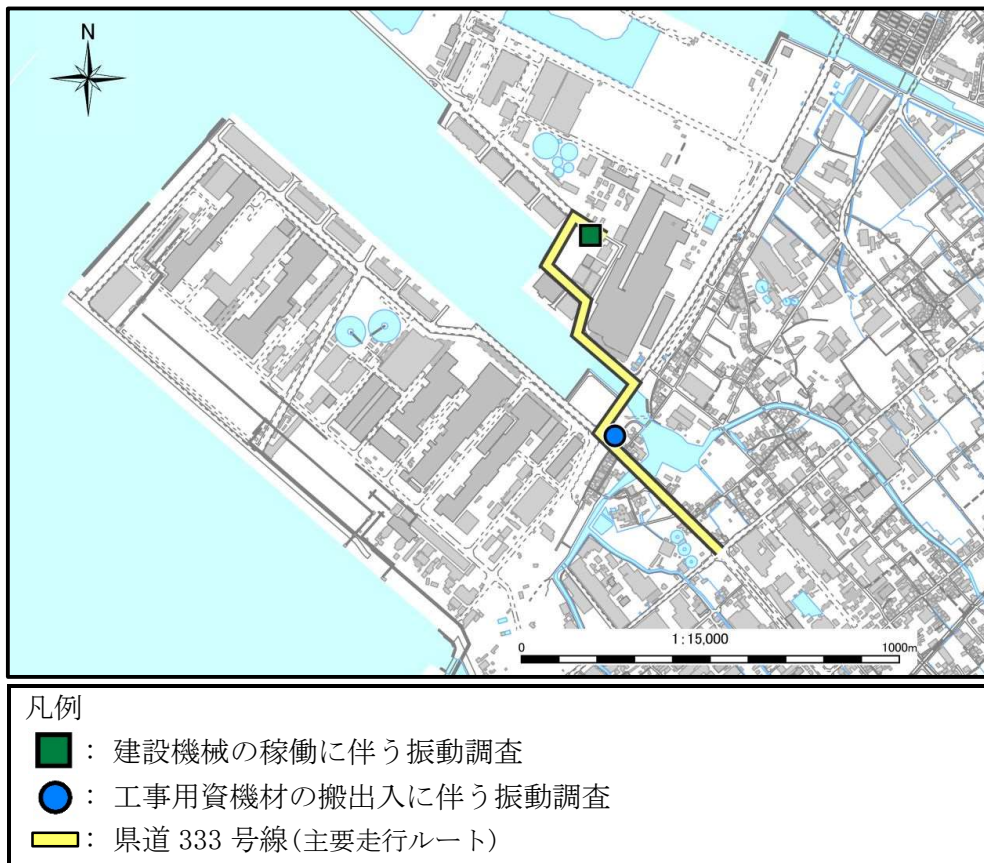 N
1:15,000
0 1000m
凡例
: 建設機械の稼働に伴う振動調査
: 工事用資機材の搬出入に伴う振動調査
: 県道 333 号線(主要走行ルート)